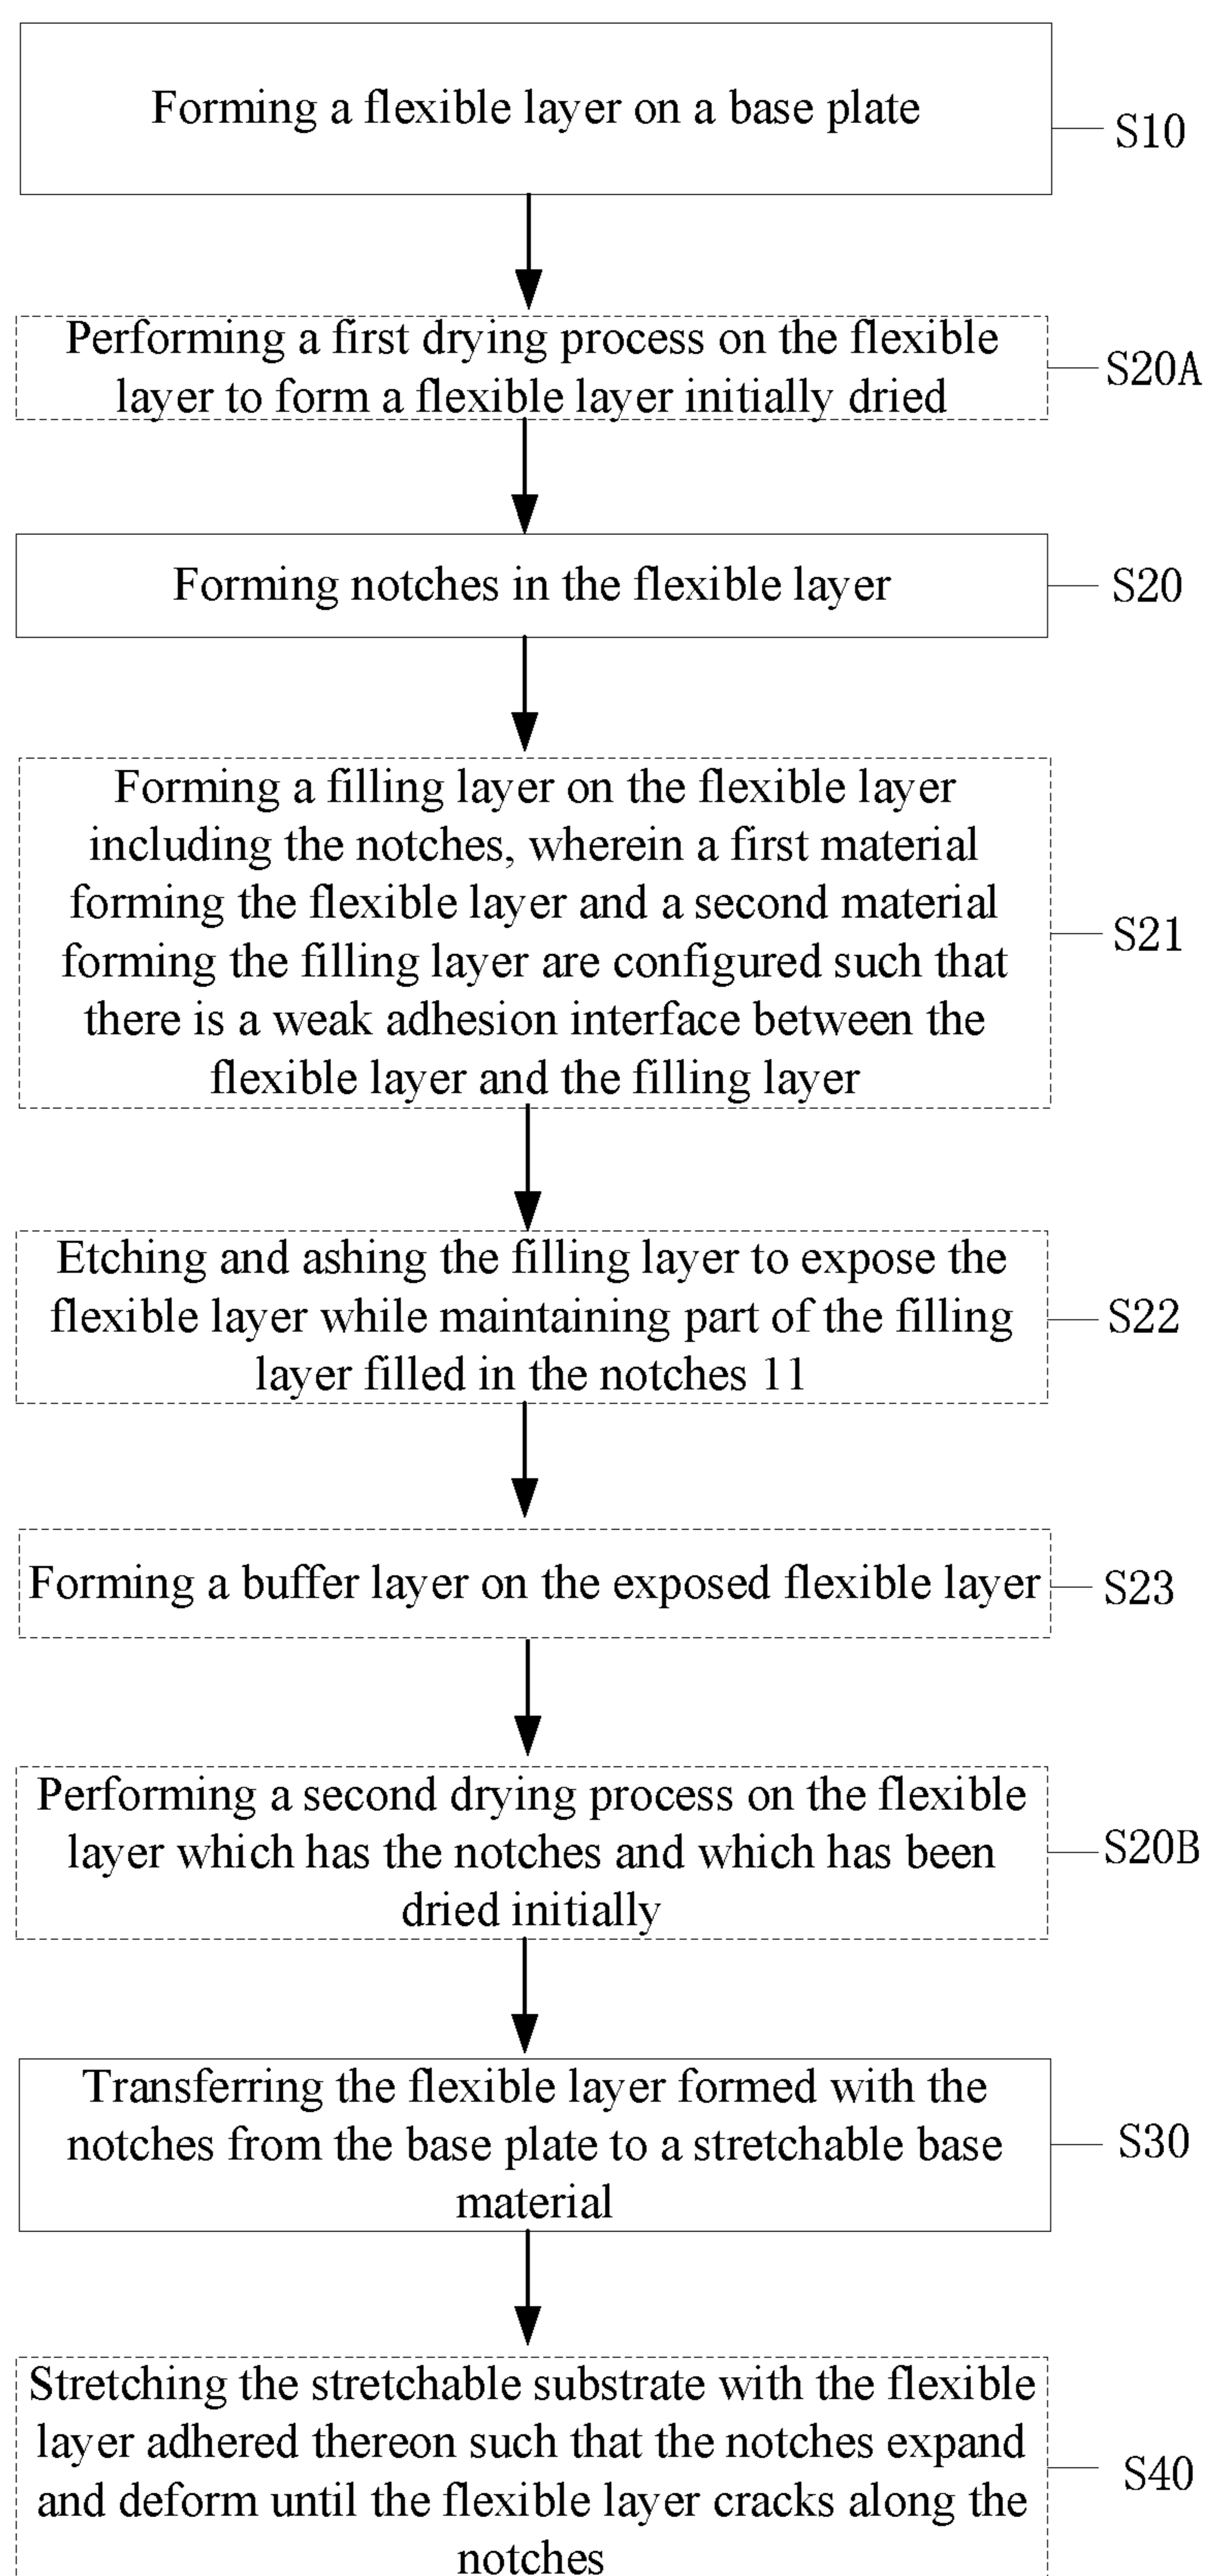 Forming a flexible layer on a base plate
S10
Performing a first drying process on the flexible
layer to form a flexible layer initially dried
S20A
Forming notches in the flexible layer
S20
Forming a filling layer on the flexible layer
including the notches, wherein a first material
forming the flexible layer and a second material
forming the filling layer are configured such that
there is a weak adhesion interface between the
flexible layer and the filling layer
S21
Etching and ashing the filling layer to expose the
flexible layer while maintaining part of the filling
layer filled in the notches 11
S22
Forming a buffer layer on the exposed flexible layer
S23
Performing a second drying process on the flexible
layer which has the notches and which has been
dried initially
S20B
Transferring the flexible layer formed with the
notches from the base plate to a stretchable base
material
S30
Stretching the stretchable substrate with the flexible
layer adhered thereon such that the notches expand
and deform until the flexible layer cracks along the
notches
S40